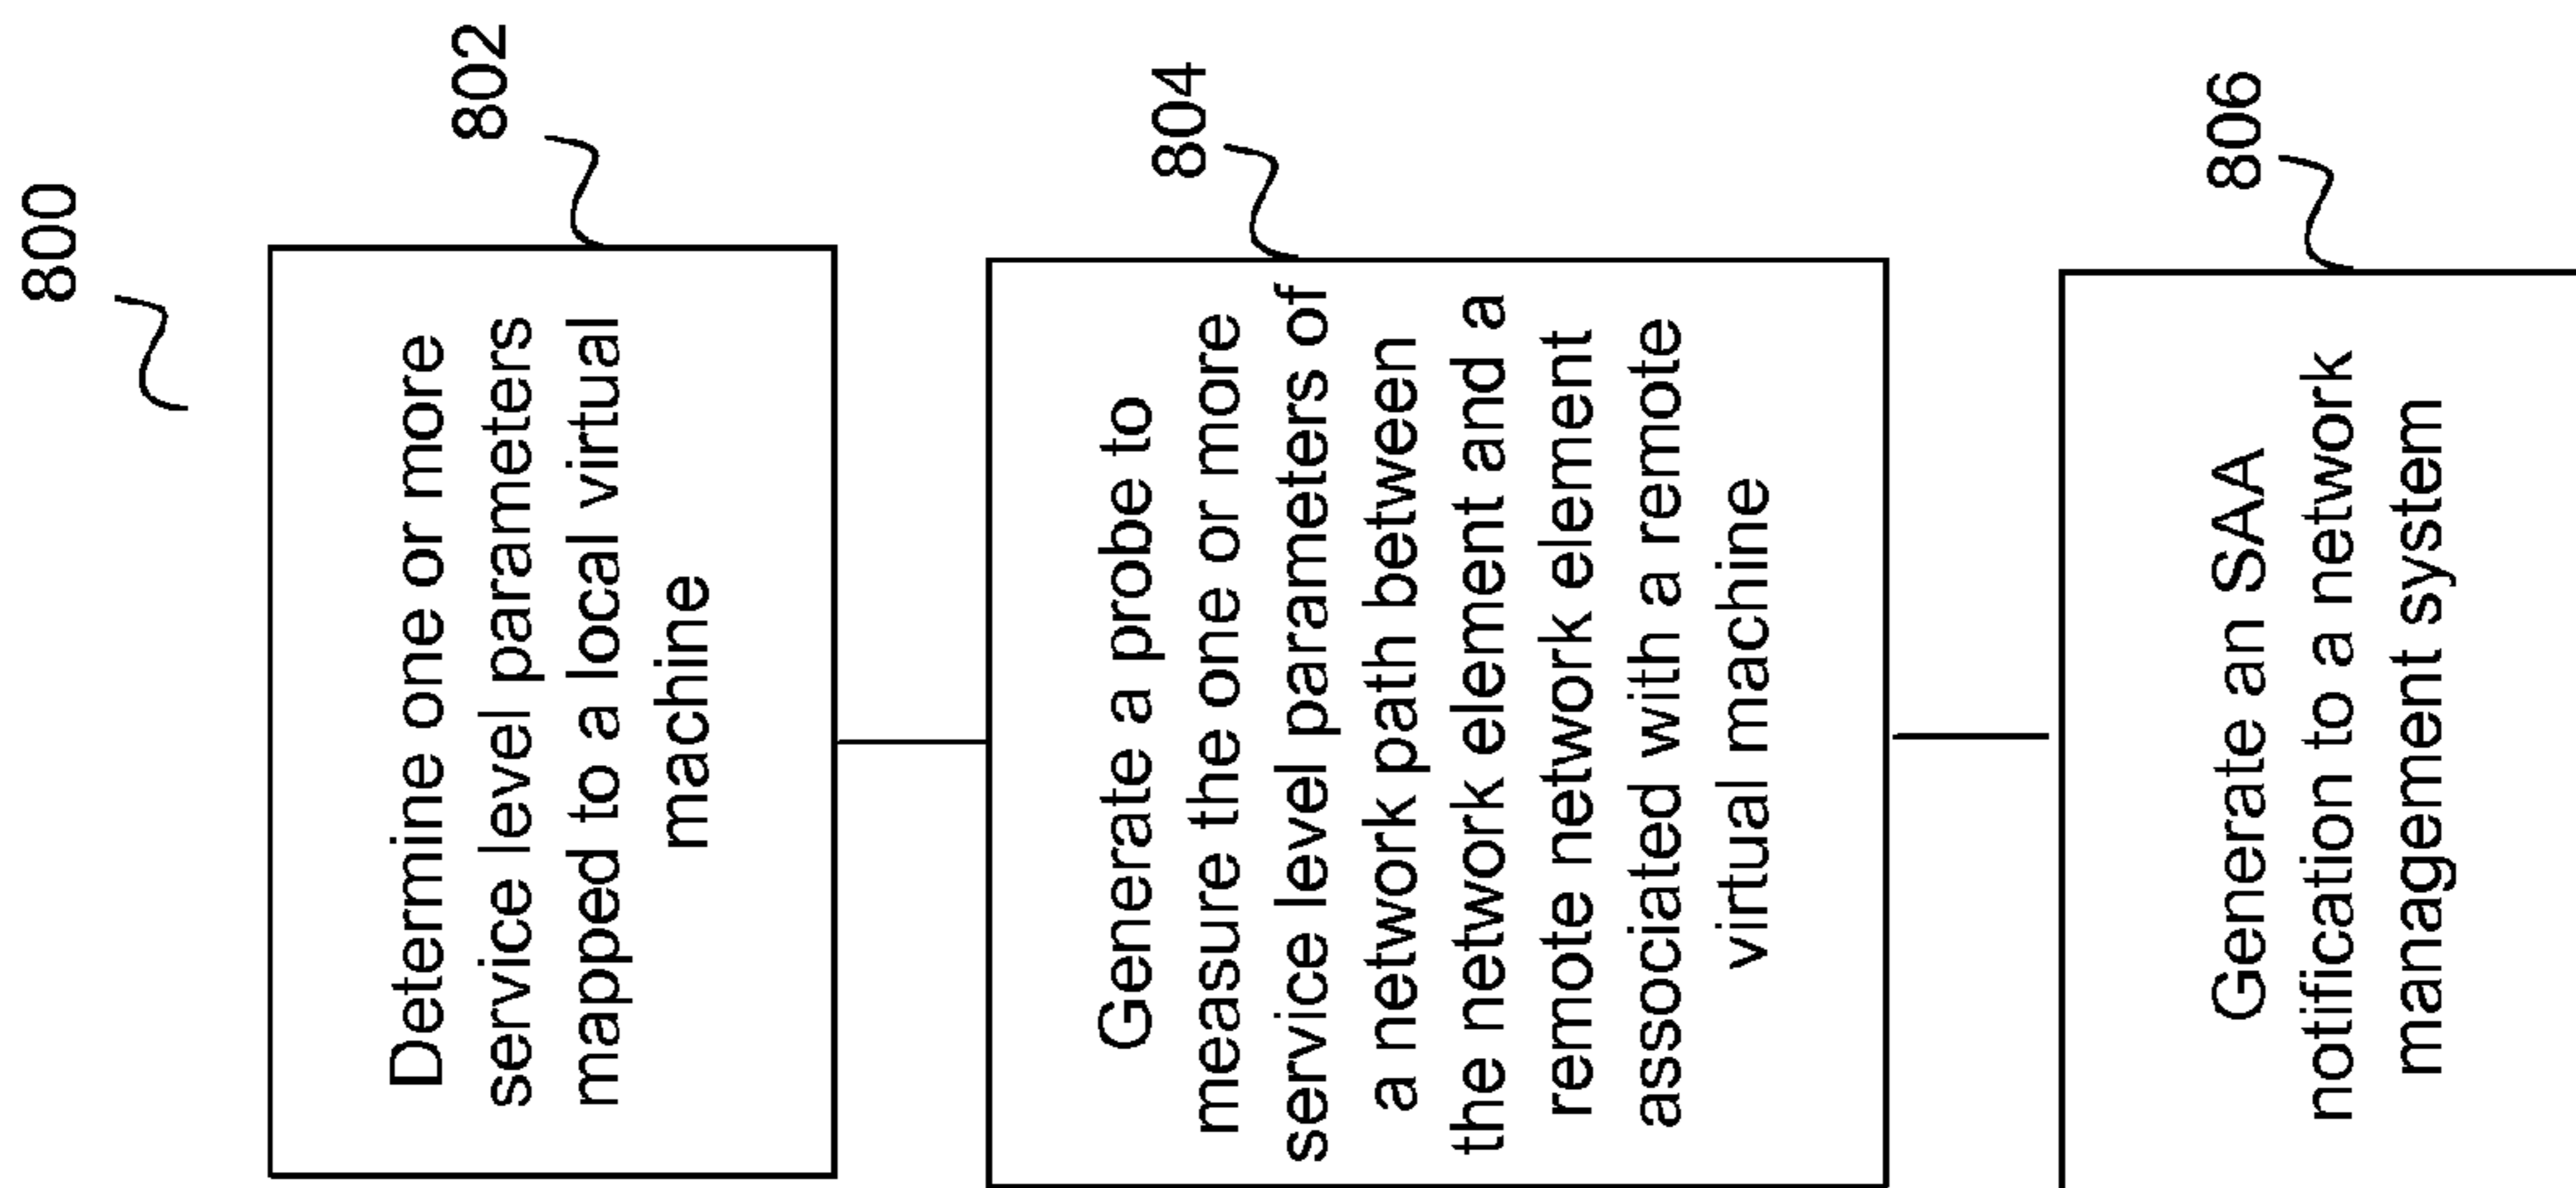 800
802
Determine one or more
service level parameters
mapped to a local virtual
machine
804
Generate a probe to
measure the one or more
service level parameters of
a network path between
the network element and a
remote network element
associated with a remote
virtual machine
806
Generate an SAA
notification to a network
management system